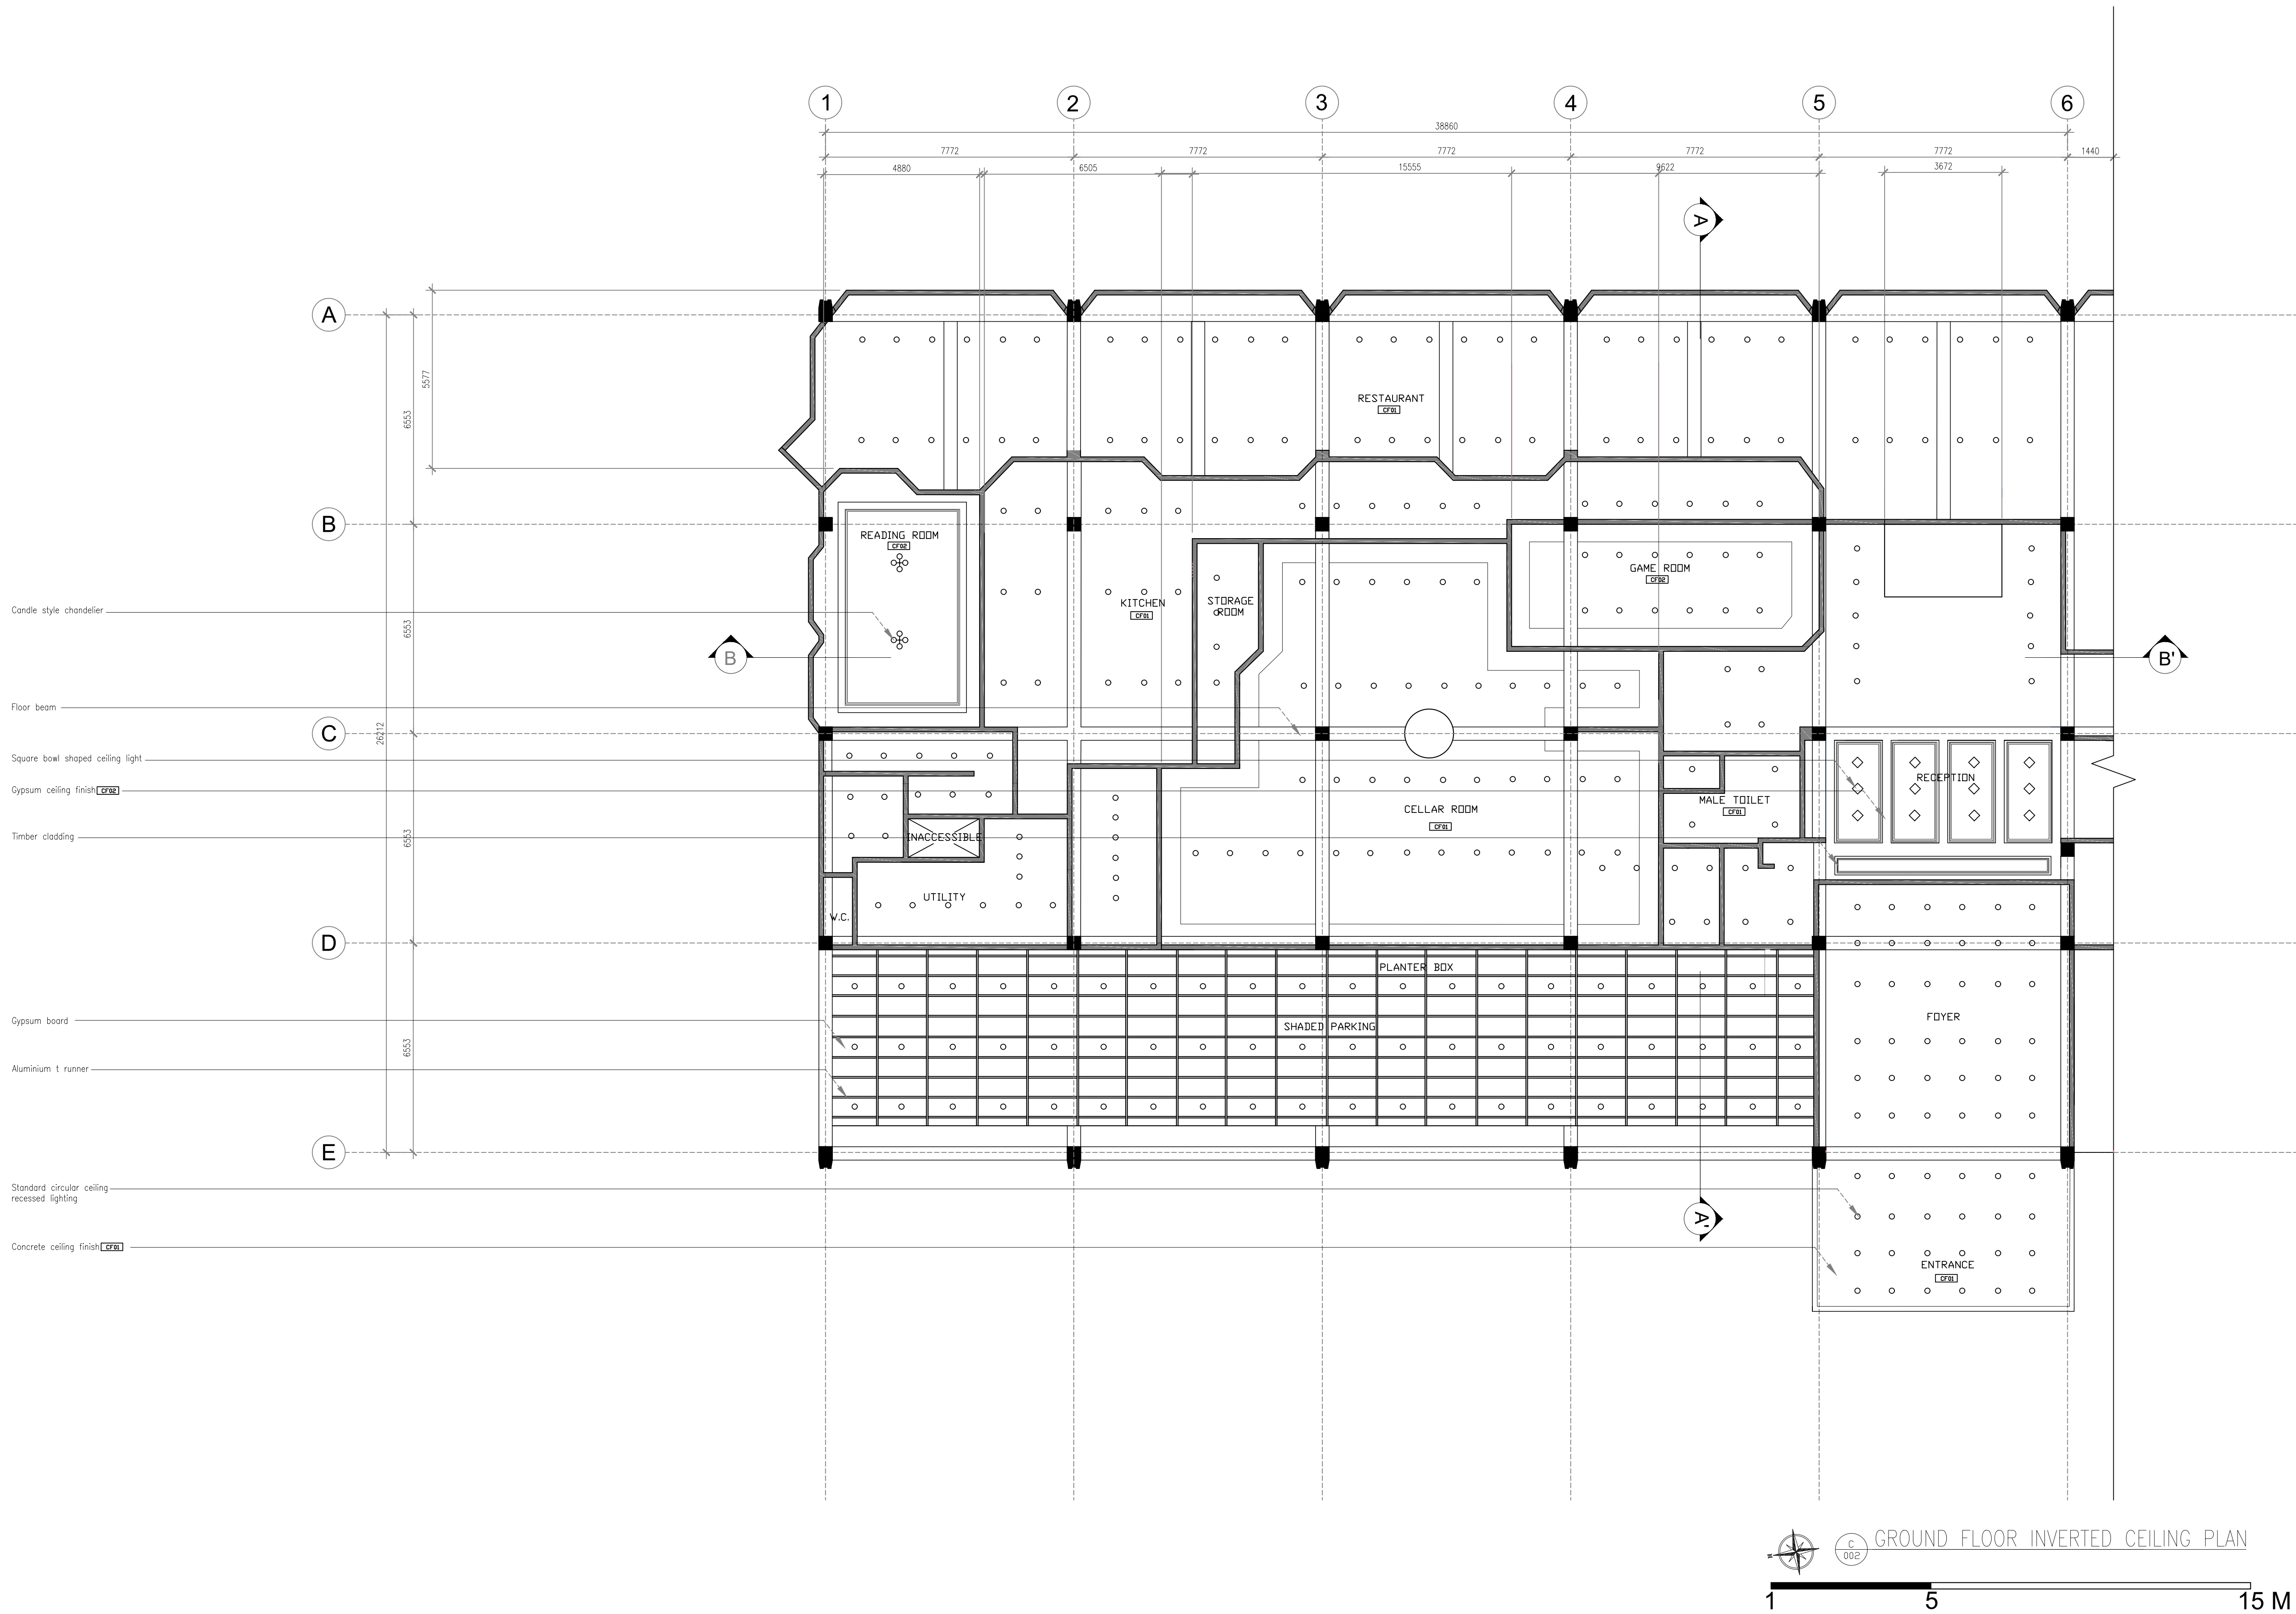 1 2 3 4 5 6
38860
7772 7772 7772 7772 7772 1440
4880 6505 15555 9622 3672
A
A
B
C
D
E
5577
6553
6553
6553
6553
26212
RESTAURANT
CF01
READING ROOM
CF02
KITCHEN
CF01
STORAGE
ROOM
GAME ROOM
CF02
Candle style chandelier
B
B'
Floor beam
Square bowl shaped ceiling light
Gypsum ceiling finish CF02
Timber cladding
RECEPTION
MALE TOILET
CF01
CELLAR ROOM
CF01
INACCESSIBLE
UTILITY
W.C.
PLANTER BOX
SHADED PARKING
FOYER
Gypsum board
Aluminium t runner
Standard circular ceiling
recessed lighting
A'
Concrete ceiling finish CF01
ENTRANCE
CF01
N
C
002
GROUND FLOOR INVERTED CEILING PLAN
1 5 15 M